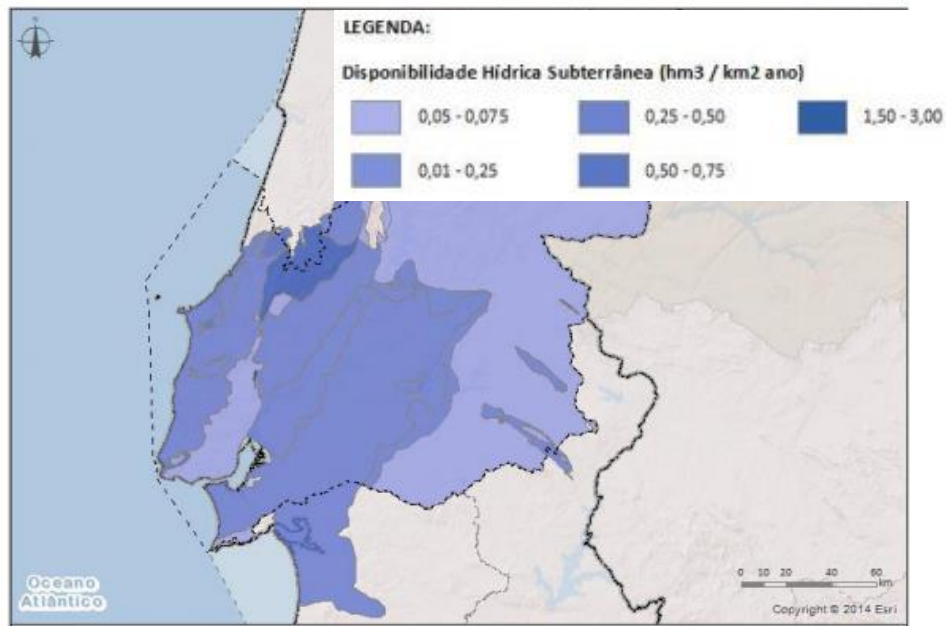 LEGENDA:
Disponibilidade Hídrica Subterrânea (hm3 / km2 ano)
0,05 - 0,075
0,25 - 0,50
1,50 - 3,00
0,01 - 0,25
0,50 - 0,75
Oceano
Atlântico
0 10 20 40 60
km
Copyright © 2014 Esri